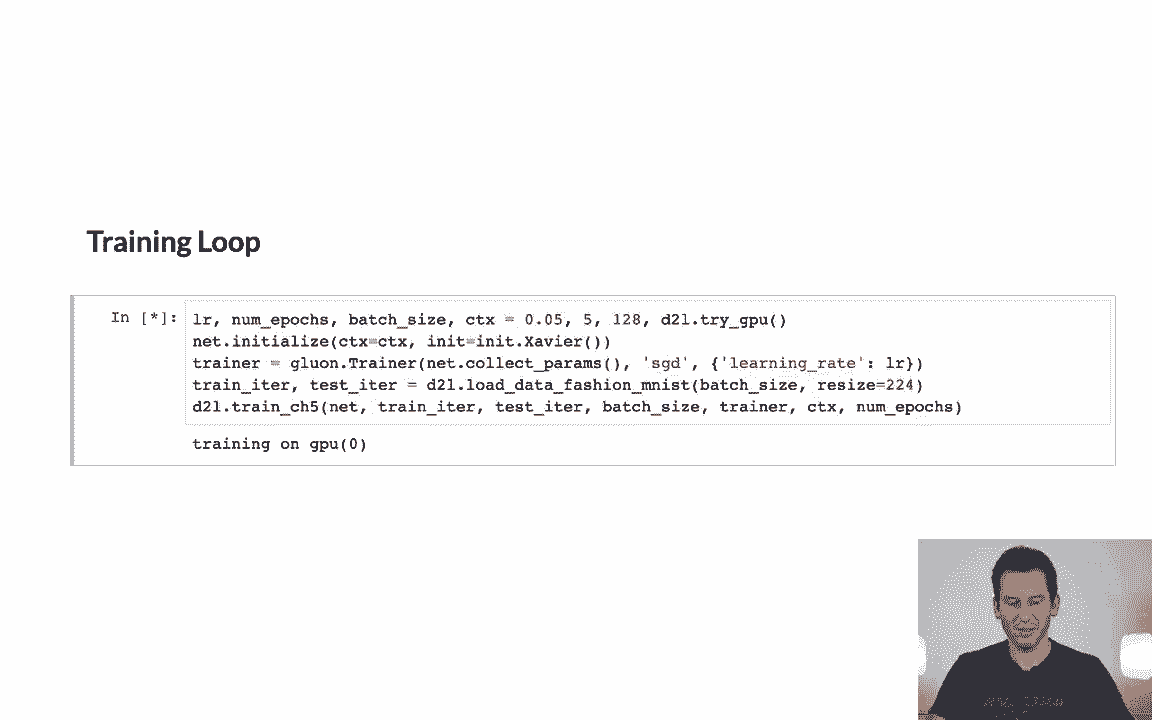 Training Loop
In [*]:
lr, num_epochs, batch_size, ctx = 0.05, 5, 128, d2l.try_gpu()
net.initialize(ctx=ctx, init=init.Xavier())
trainer = gluon.Trainer(net.collect_params(), 'sgd', {'learning_rate': lr})
train_iter, test_iter = d2l.load_data_fashion_mnist(batch_size, resize=224)
d2l.train_ch5(net, train_iter, test_iter, batch_size, trainer, ctx, num_epochs)
training on gpu(0)